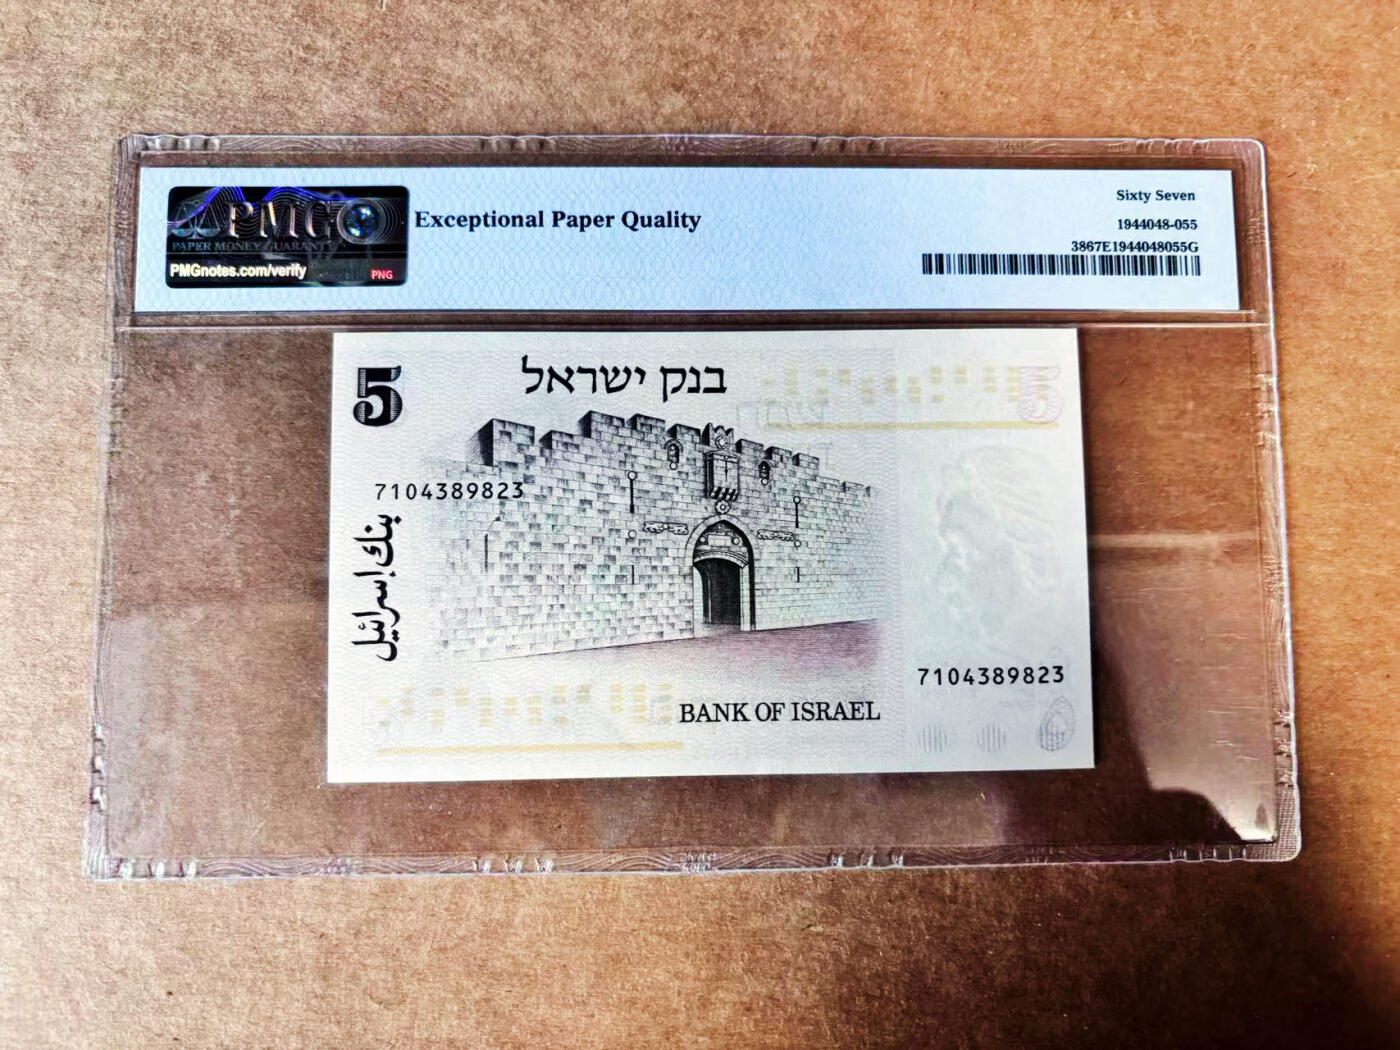 PMG
PAPER MONEY GUARANTY
PMGnotes.com/verify
PNG
Exceptional Paper Quality
Sixty Seven
1944048-055
3867E1944048055G
5
בנק ישראל
7104389823
بنك إسرائيل
7104389823
BANK OF ISRAEL